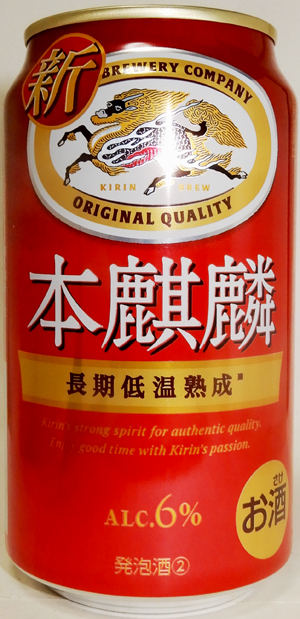 新
BREWERY COMPANY
KIRIN BREW
ORIGINAL QUALITY
本麒麟
長期低温熟成
Kirin's strong spirit for authentic quality.
Enjoy good time with Kirin's passion.
ALC.6%
さけ
お酒
発泡酒②